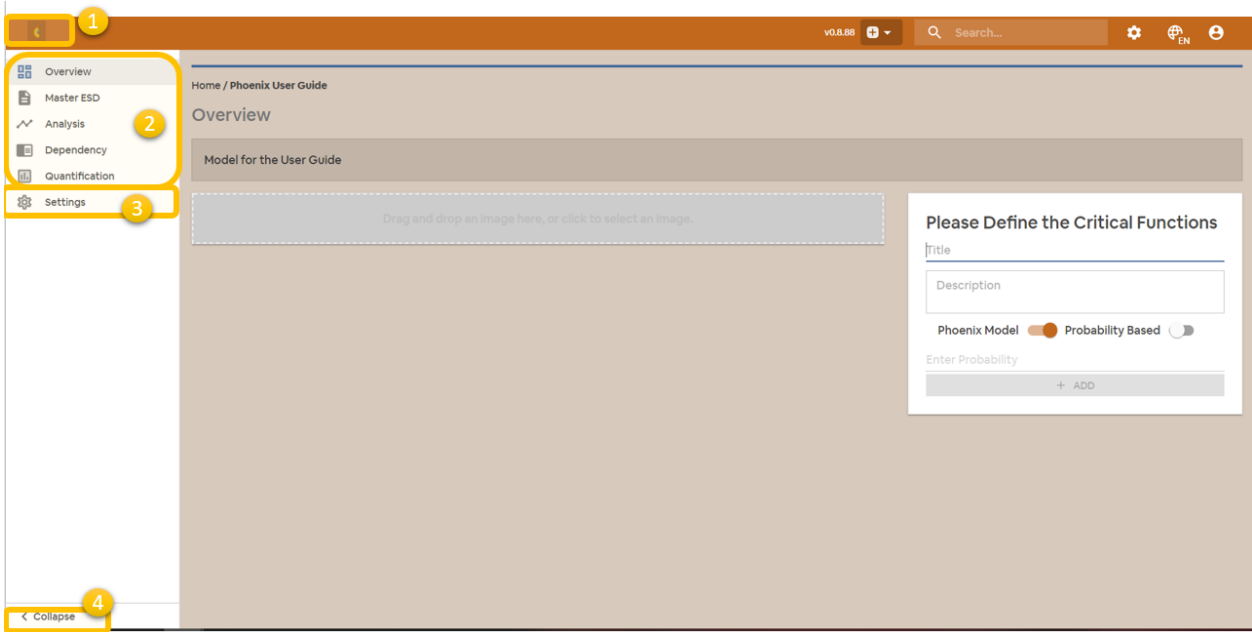 1
v0.8.88
Search...
EN
Overview
Master ESD
Analysis
Dependency
Quantification
2
Settings
3
Home / Phoenix User Guide
Overview
Model for the User Guide
Drag and drop an image here, or click to select an image.
Please Define the Critical Functions
Title
Description
Phoenix Model Probability Based
Enter Probability
+ ADD
4
< Collapse